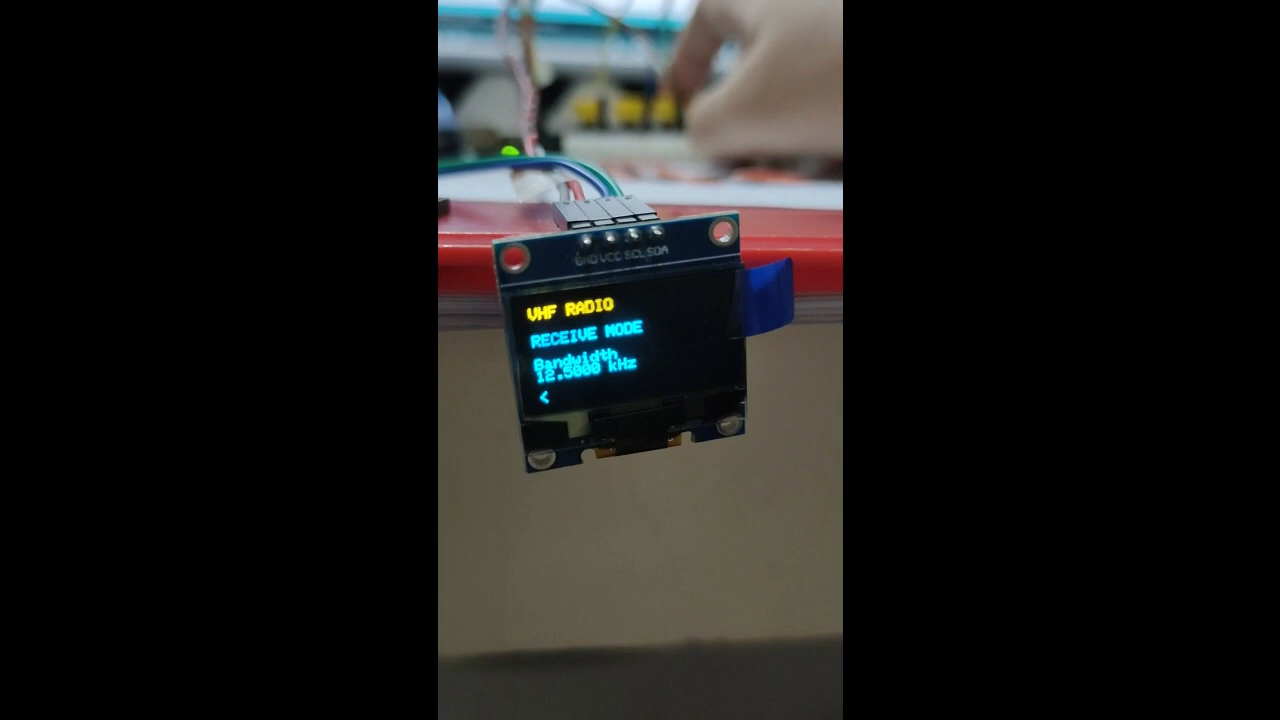 GND VCC SCL SDA
VHF RADIO
RECEIVE MODE
Bandwidth
12.5000 kHz
<